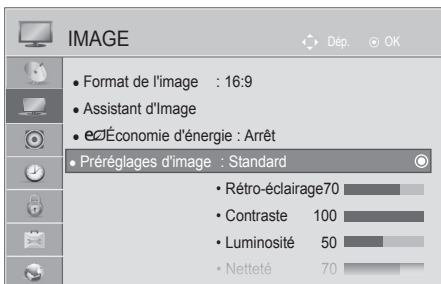 IMAGE
Dép. OK
• Format de l'image : 16:9
• Assistant d'Image
• eco Économie d'énergie : Arrêt
• Préréglages d'image : Standard
• Rétro-éclairage70
• Contraste 100
• Luminosité 50
• Netteté 70